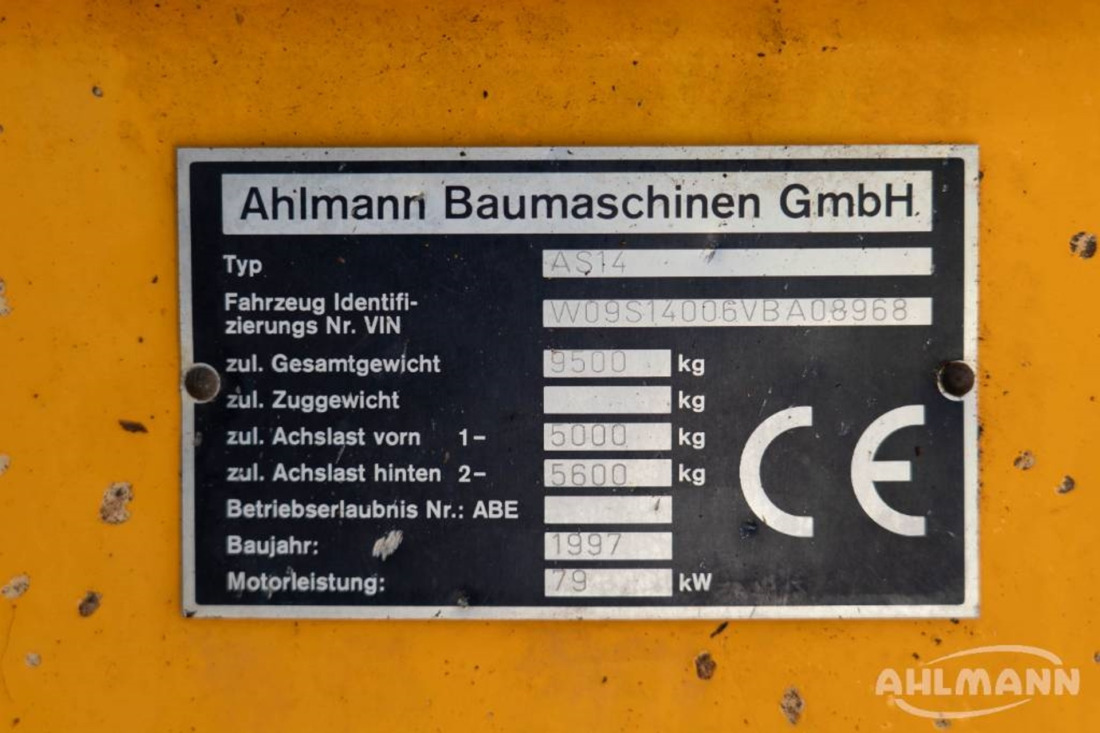 Ahlmann Baumaschinen GmbH.
Typ AS14
Fahrzeug Identifi-
zierungs Nr. VIN W09S14006VBA08968
zul. Gesamtgewicht 9500 kg
zul. Zuggewicht kg
zul. Achslast vorn 1- 5000 kg
zul. Achslast hinten 2- 5600 kg
Betriebserlaubnis Nr.: ABE
Baujahr: 1997
Motorleistung: 79 kW
CE
AHLMANN